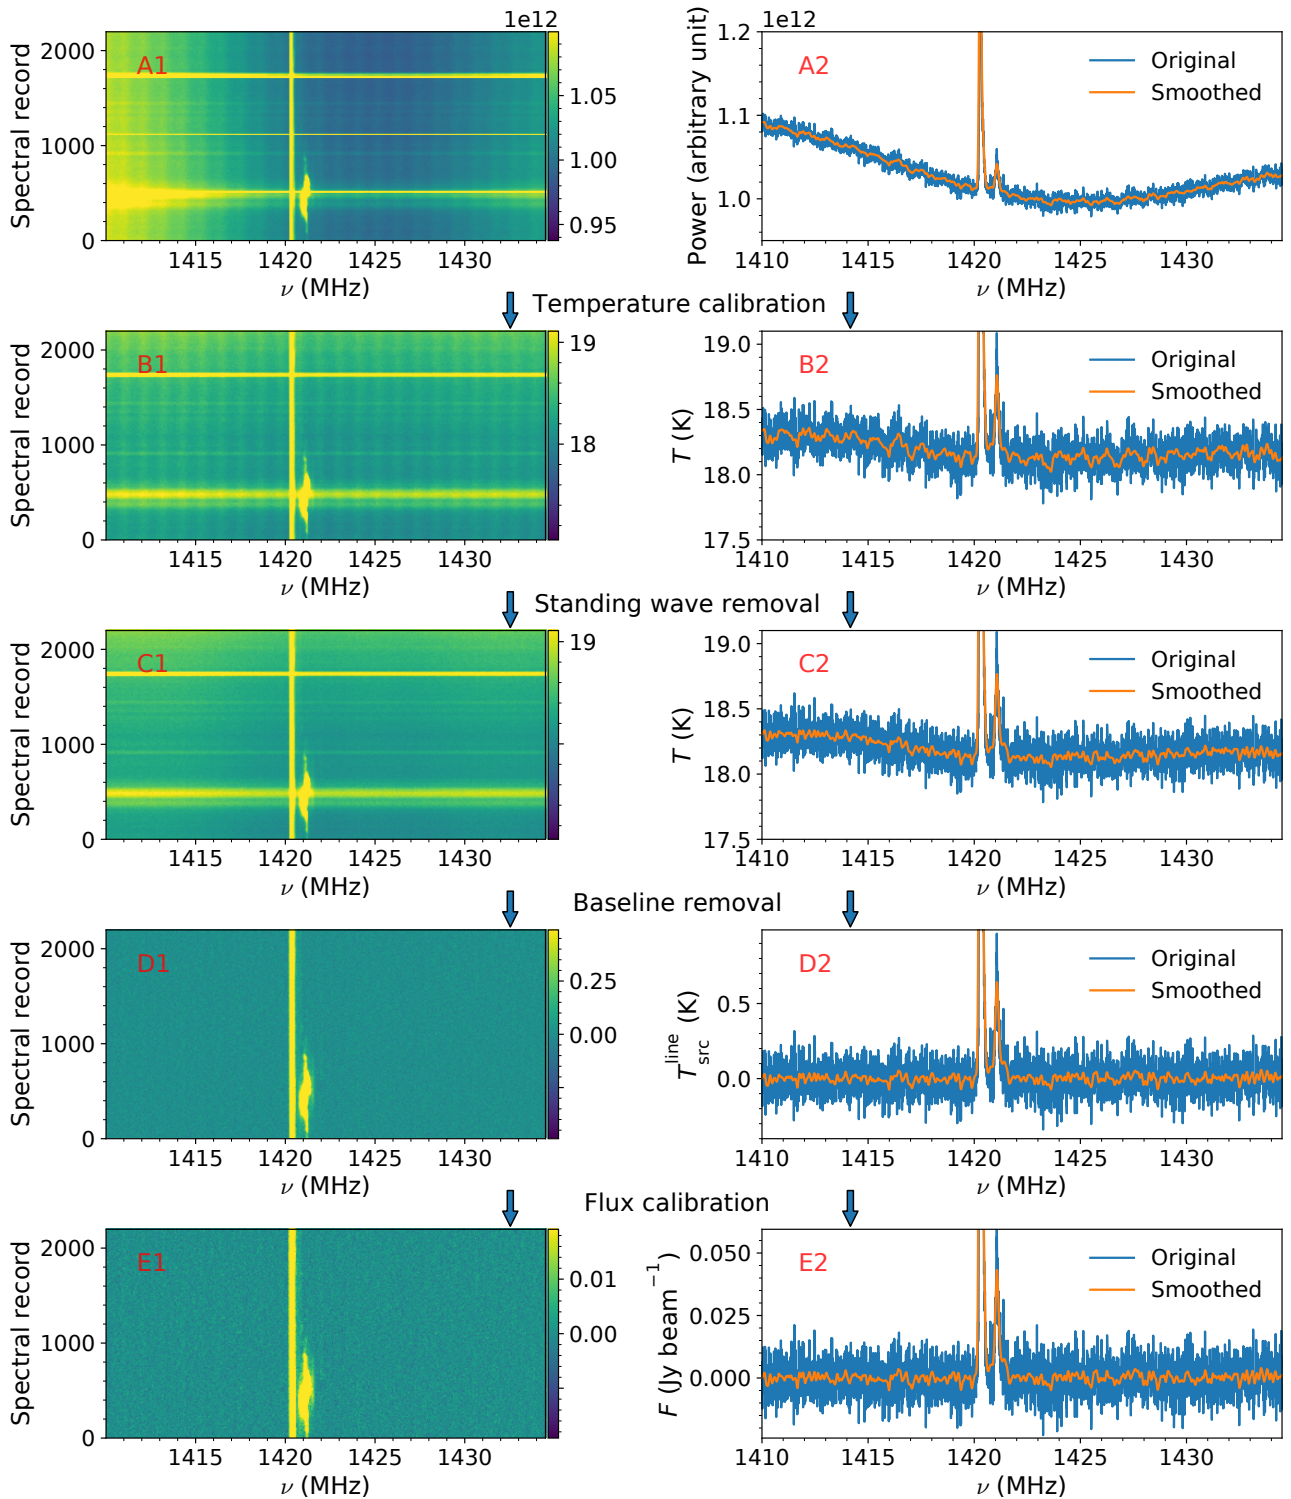 1e12
2000
1000
0
Spectral record
A1
1415 1420 1425 1430
ν (MHz)
1.05
1.00
0.95
1e12
1.2
1.1
1.0
Power (arbitrary unit)
A2
Original
Smoothed
1410 1415 1420 1425 1430
ν (MHz)
Temperature calibration
2000
1000
0
Spectral record
B1
1415 1420 1425 1430
ν (MHz)
19
18
19.0
18.5
18.0
17.5
T (K)
B2
Original
Smoothed
1410 1415 1420 1425 1430
ν (MHz)
Standing wave removal
2000
1000
0
Spectral record
C1
1415 1420 1425 1430
ν (MHz)
19
19.0
18.5
18.0
17.5
T (K)
C2
Original
Smoothed
1410 1415 1420 1425 1430
ν (MHz)
Baseline removal
2000
1000
0
Spectral record
D1
1415 1420 1425 1430
ν (MHz)
0.25
0.00
0.5
0.0
T^line_src (K)
D2
Original
Smoothed
1410 1415 1420 1425 1430
ν (MHz)
Flux calibration
2000
1000
0
Spectral record
E1
1415 1420 1425 1430
ν (MHz)
0.01
0.00
0.050
0.025
0.000
F (Jy beam⁻¹)
E2
Original
Smoothed
1410 1415 1420 1425 1430
ν (MHz)